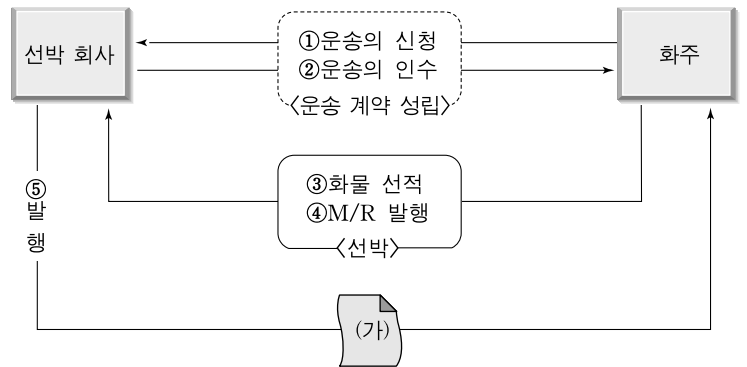 선박 회사
①운송의 신청
②운송의 인수
〈운송 계약 성립〉
화주
③화물 선적
④M/R 발행
〈선박〉
⑤
발
행
(가)